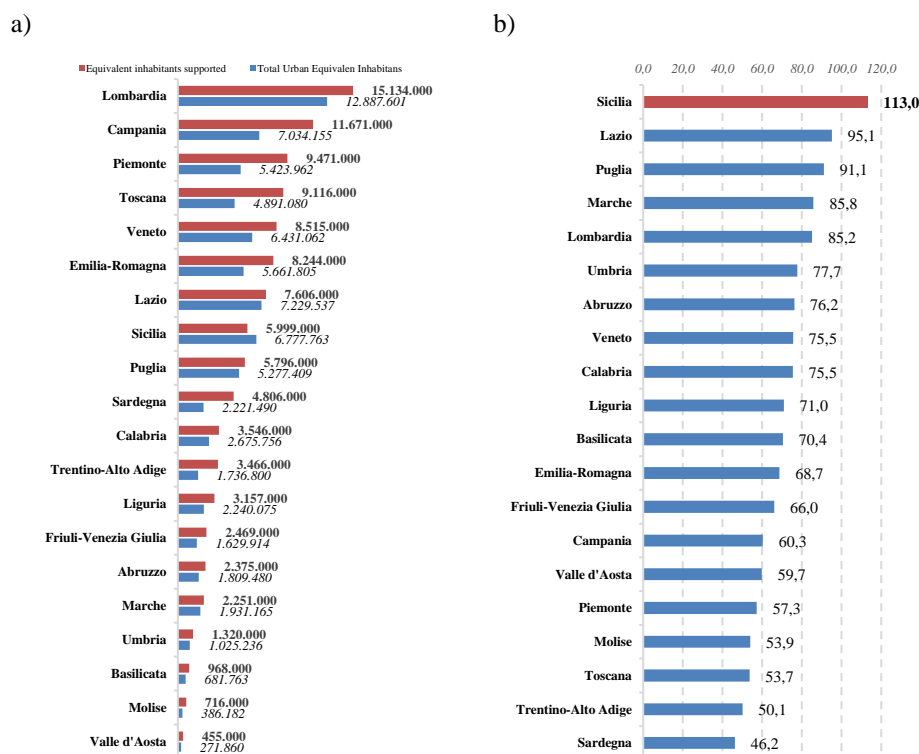 a)
Equivalent inhabitants supported Total Urban Equivalen Inhabitans
Lombardia 15.134.000
12.887.601
Campania 11.671.000
7.034.155
Piemonte 9.471.000
5.423.962
Toscana 9.116.000
4.891.080
Veneto 8.515.000
6.431.062
Emilia-Romagna 8.244.000
5.661.805
Lazio 7.606.000
7.229.537
Sicilia 5.999.000
6.777.763
Puglia 5.796.000
5.277.409
Sardegna 4.806.000
2.221.490
Calabria 3.546.000
2.675.756
Trentino-Alto Adige 3.466.000
1.736.800
Liguria 3.157.000
2.240.075
Friuli-Venezia Giulia 2.469.000
1.629.914
Abruzzo 2.375.000
1.809.480
Marche 2.251.000
1.931.165
Umbria 1.320.000
1.025.236
Basilicata 968.000
681.763
Molise 716.000
386.182
Valle d'Aosta 455.000
271.860
b)
0,0 20,0 40,0 60,0 80,0 100,0 120,0
Sicilia 113,0
Lazio 95,1
Puglia 91,1
Marche 85,8
Lombardia 85,2
Umbria 77,7
Abruzzo 76,2
Veneto 75,5
Calabria 75,5
Liguria 71,0
Basilicata 70,4
Emilia-Romagna 68,7
Friuli-Venezia Giulia 66,0
Campania 60,3
Valle d'Aosta 59,7
Piemonte 57,3
Molise 53,9
Toscana 53,7
Trentino-Alto Adige 50,1
Sardegna 46,2